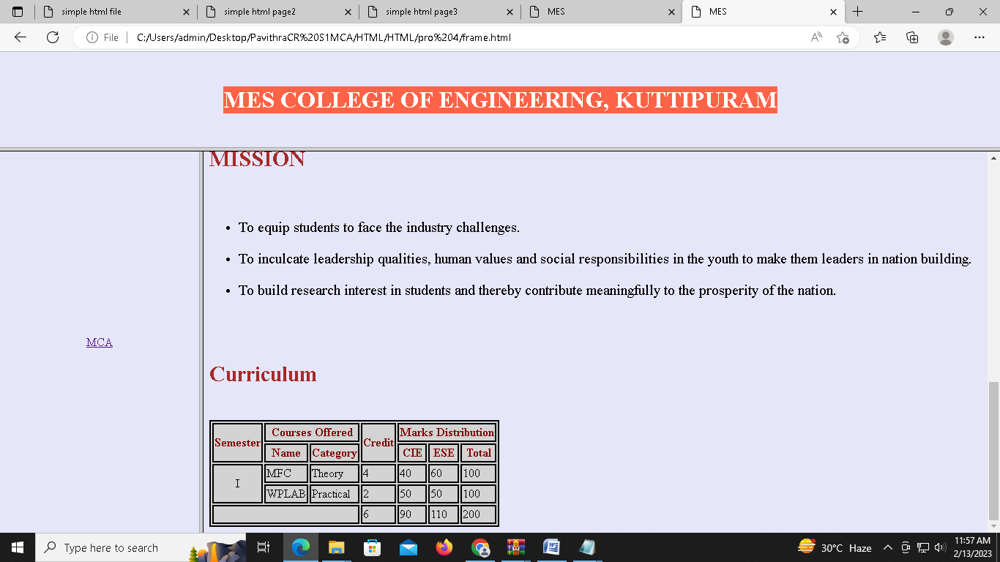 simple html file
simple html page2
simple html page3
MES
MES
File
C:/Users/admin/Desktop/PavithraCR%20S1MCA/HTML/HTML/pro%204/frame.html
MES COLLEGE OF ENGINEERING, KUTTIPURAM
MISSION
• To equip students to face the industry challenges.
• To inculcate leadership qualities, human values and social responsibilities in the youth to make them leaders in nation building.
• To build research interest in students and thereby contribute meaningfully to the prosperity of the nation.
MCA
Curriculum
Semester Courses Offered Credit Marks Distribution
Name Category CIE ESE Total
I MFC Theory 4 40 60 100
WPLAB Practical 2 50 50 100
6 90 110 200
Type here to search
30°C Haze
11:57 AM
2/13/2023